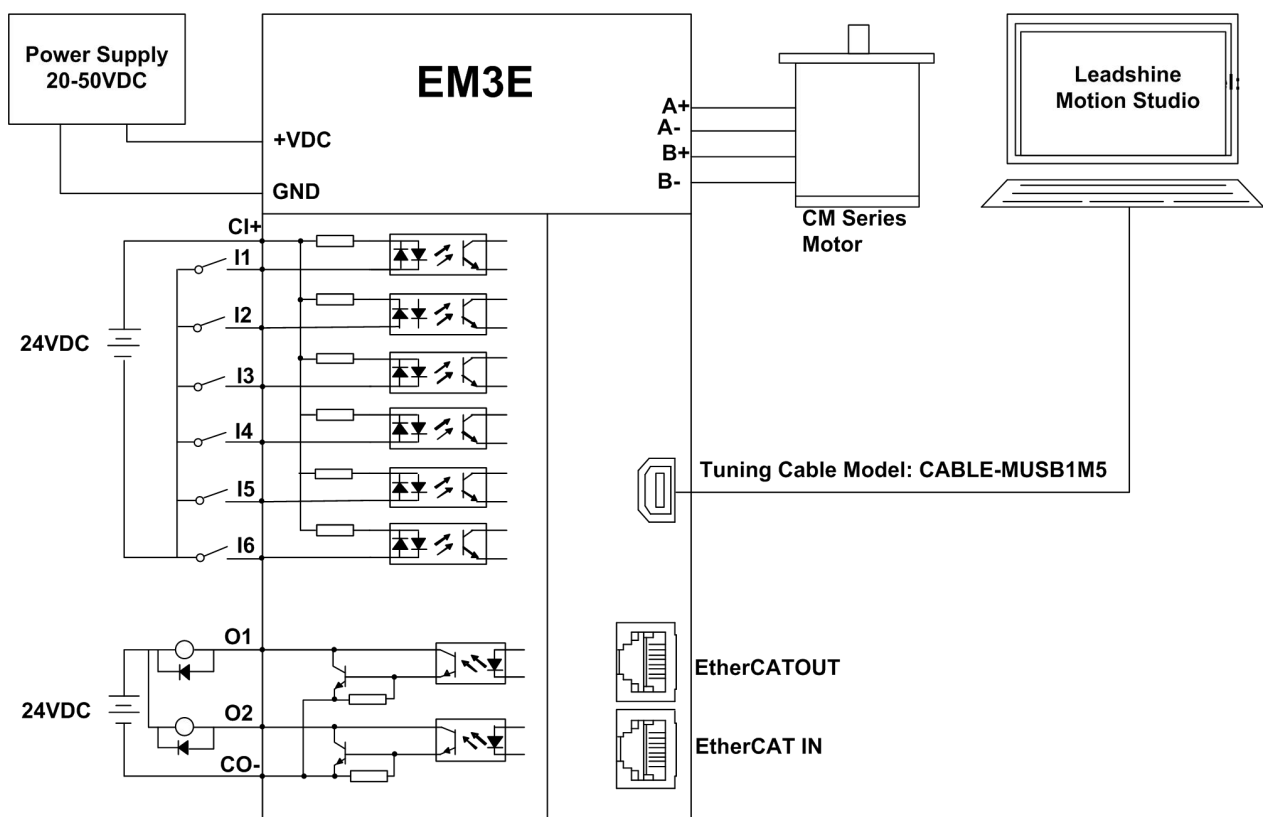 Power Supply
20-50VDC
EM3E
Leadshine
Motion Studio
+VDC
GND
A+
A-
B+
B-
CM Series
Motor
CI+
I1
I2
I3
I4
I5
I6
24VDC
Tuning Cable Model: CABLE-MUSB1M5
O1
O2
CO-
24VDC
EtherCATOUT
EtherCAT IN